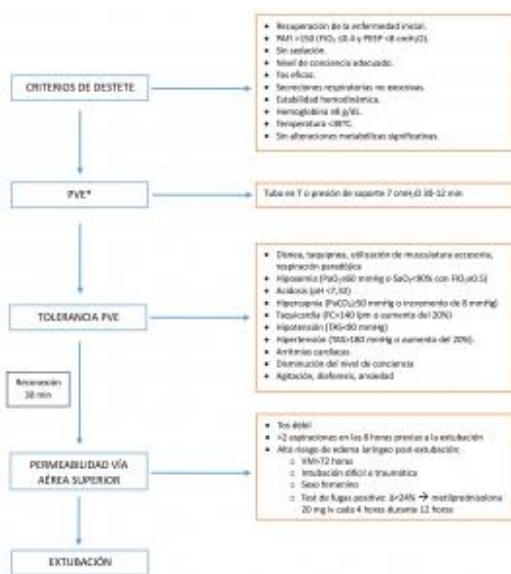 CRITERIOS DE DESTETE
• Recuperación de la enfermedad inicial.
• PAFI >150 (FIO₂ ≤0.4 y PEEP <8 cmH₂O).
• Sin sedación.
• Nivel de conciencia adecuado.
• Tos eficaz.
• Secreciones respiratorias no excesivas.
• Estabilidad hemodinámica.
• Hemoglobina ≥8 g/dL.
• Temperatura <38ºC.
• Sin alteraciones metabólicas significativas.
PVE*
Tubo en T o presión de soporte 7 cmH₂O 30-12 min
TOLERANCIA PVE
• Disnea, taquipnea, utilización de musculatura accesoria,
respiración paradójica
• Hipoxemia (PaO₂≤60 mmHg o SaO₂<90% con FIO₂≥0.5)
• Acidosis (pH <7,32)
• Hipercapnia (PaCO₂≥50 mmHg o incremento de 8 mmHg)
• Taquicardia (FC>140 lpm o aumento del 20%)
• Hipotensión (TAS<90 mmHg)
• Hipertensión (TAS>180 mmHg o aumento del 20%).
• Arritmias cardíacas
• Disminución del nivel de conciencia
• Agitación, diaforesis, ansiedad
Reconexión
30 min
PERMEABILIDAD VÍA
AÉREA SUPERIOR
• Tos débil
• >2 aspiraciones en las 8 horas previas a la extubación
• Alto riesgo de edema laríngeo post-extubación:
○ VM>72 horas
○ Intubación difícil o traumática
○ Sexo femenino
○ Test de fugas positivo: Δ<24% → metilprednisolona
20 mg iv cada 4 horas durante 12 horas
EXTUBACIÓN